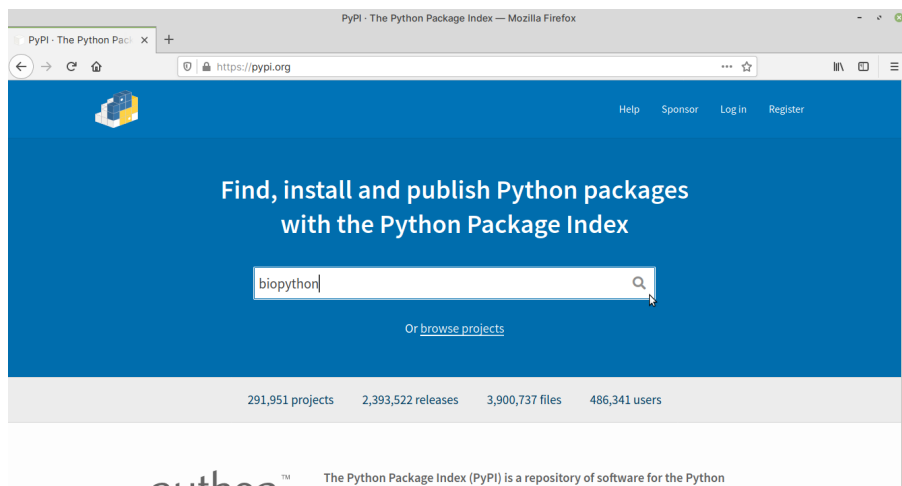 PyPI · The Python Package Index — Mozilla Firefox
PyPI · The Python Pack
https://pypi.org
Help Sponsor Log in Register
Find, install and publish Python packages
with the Python Package Index
biopython
Or browse projects
291,951 projects 2,393,522 releases 3,900,737 files 486,341 users
The Python Package Index (PyPI) is a repository of software for the Python